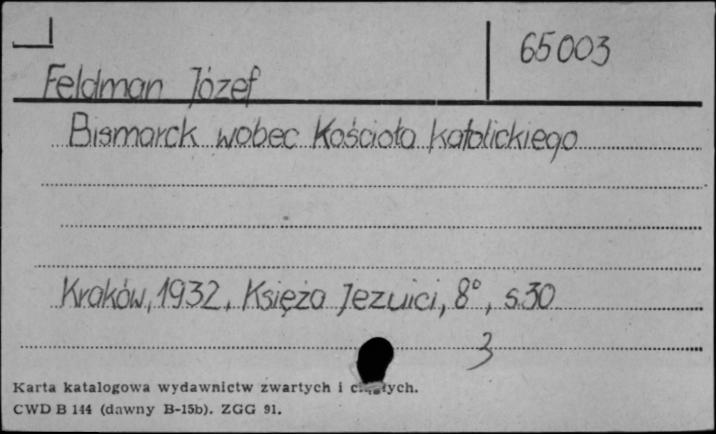 65003
Feldman Józef
Bismarck wobec Kościoła katolickiego
Kraków, 1932, Księża Jezuici, 8°, s.30
3
Karta katalogowa wydawnictw zwartych i ciągłych.
CWD B 144 (dawny B-15b). ZGG 91.